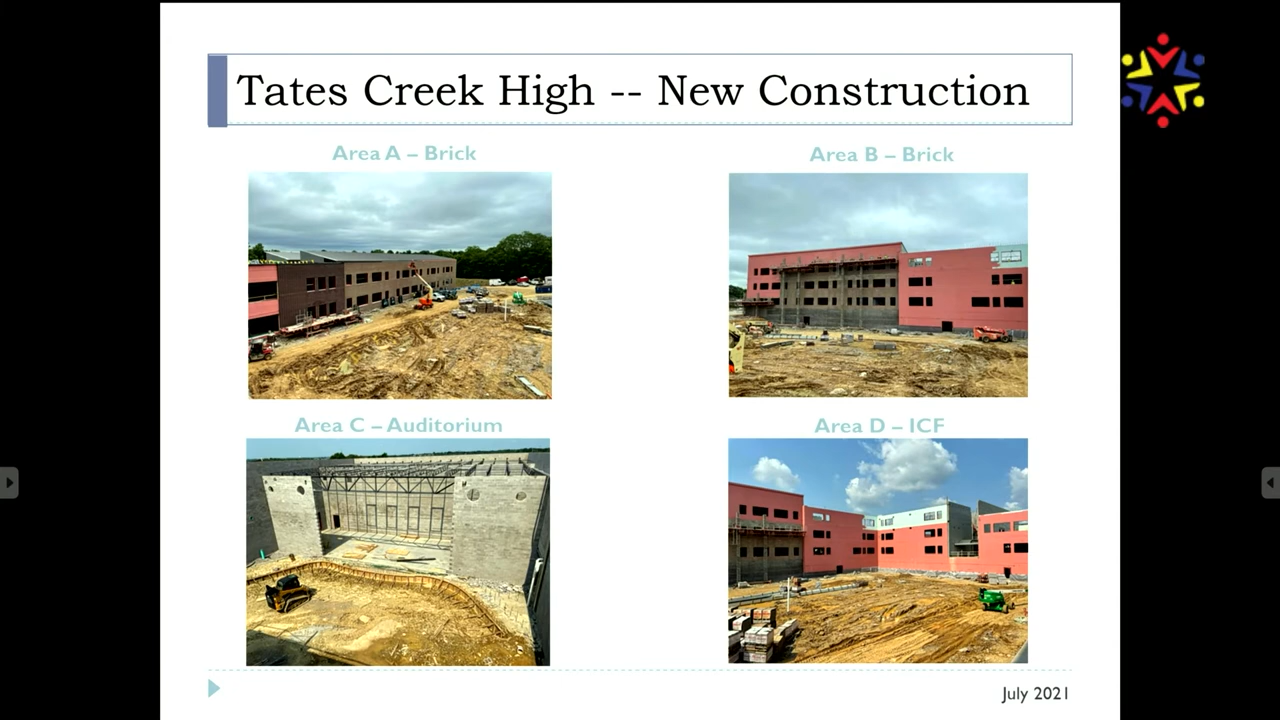 Tates Creek High -- New Construction
Area A – Brick
Area B – Brick
Area C – Auditorium
Area D – ICF
July 2021